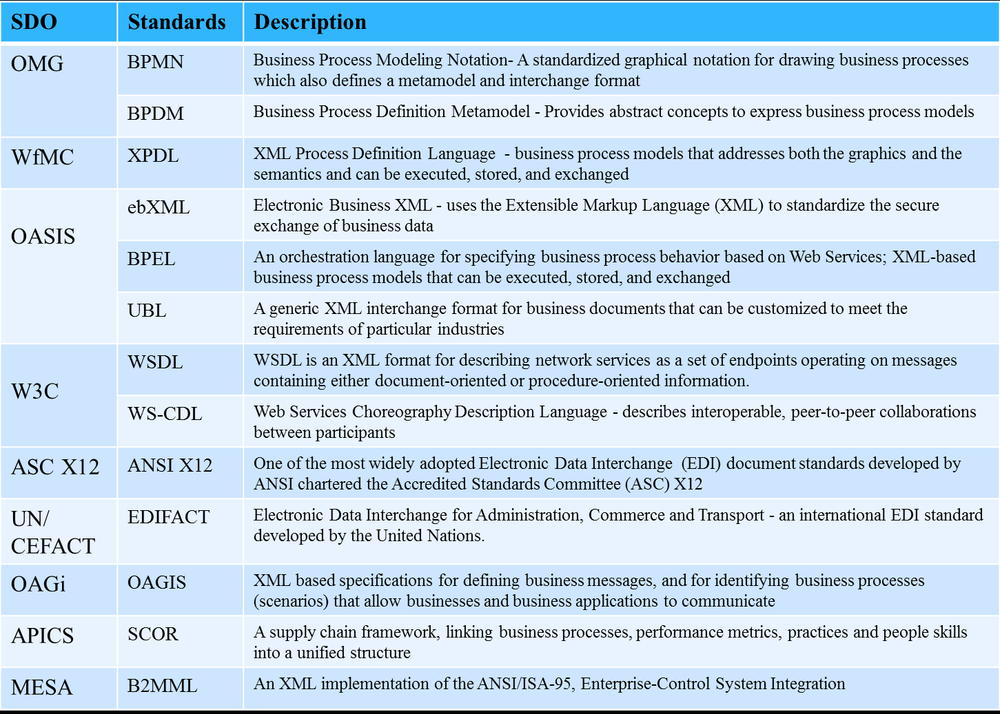 SDO Standards Description
OMG BPMN Business Process Modeling Notation- A standardized graphical notation for drawing business processes
which also defines a metamodel and interchange format
BPDM Business Process Definition Metamodel - Provides abstract concepts to express business process models
WfMC XPDL XML Process Definition Language - business process models that addresses both the graphics and the
semantics and can be executed, stored, and exchanged
OASIS
ebXML Electronic Business XML - uses the Extensible Markup Language (XML) to standardize the secure
exchange of business data
BPEL An orchestration language for specifying business process behavior based on Web Services; XML-based
business process models that can be executed, stored, and exchanged
UBL A generic XML interchange format for business documents that can be customized to meet the
requirements of particular industries
W3C
WSDL WSDL is an XML format for describing network services as a set of endpoints operating on messages
containing either document-oriented or procedure-oriented information.
WS-CDL Web Services Choreography Description Language - describes interoperable, peer-to-peer collaborations
between participants
ASC X12 ANSI X12 One of the most widely adopted Electronic Data Interchange (EDI) document standards developed by
ANSI chartered the Accredited Standards Committee (ASC) X12
UN/
CEFACT
EDIFACT Electronic Data Interchange for Administration, Commerce and Transport - an international EDI standard
developed by the United Nations.
OAGi OAGIS XML based specifications for defining business messages, and for identifying business processes
(scenarios) that allow businesses and business applications to communicate
APICS SCOR A supply chain framework, linking business processes, performance metrics, practices and people skills
into a unified structure
MESA B2MML An XML implementation of the ANSI/ISA-95, Enterprise-Control System Integration